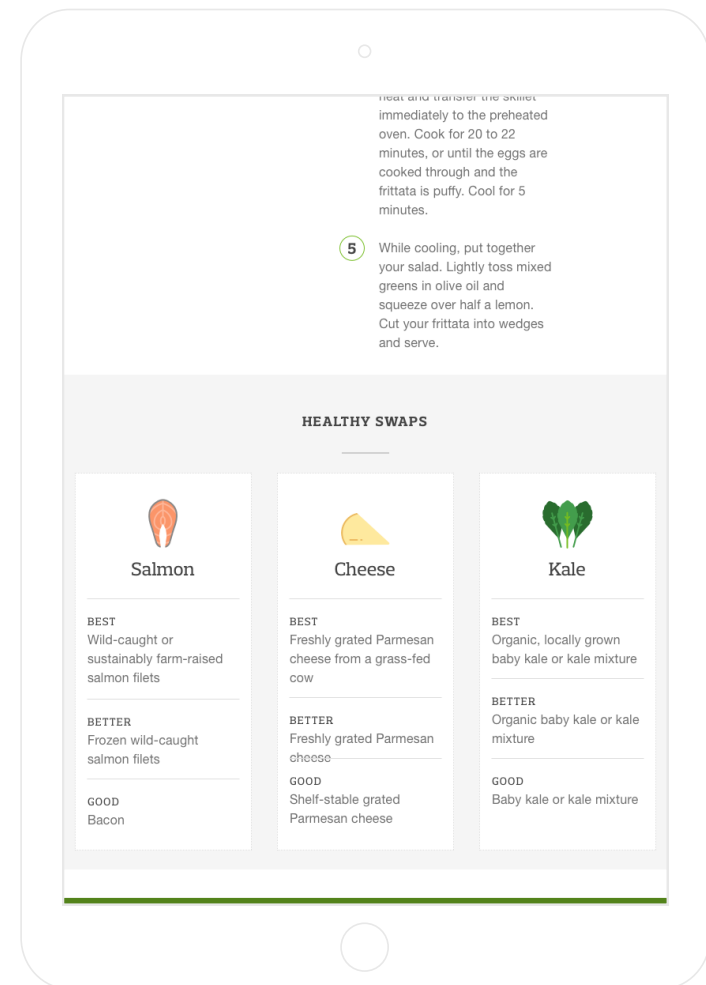 heat and transfer the skillet
immediately to the preheated
oven. Cook for 20 to 22
minutes, or until the eggs are
cooked through and the
frittata is puffy. Cool for 5
minutes.
5
While cooling, put together
your salad. Lightly toss mixed
greens in olive oil and
squeeze over half a lemon.
Cut your frittata into wedges
and serve.
HEALTHY SWAPS
Salmon
BEST
Wild-caught or
sustainably farm-raised
salmon filets
BETTER
Frozen wild-caught
salmon filets
GOOD
Bacon
Cheese
BEST
Freshly grated Parmesan
cheese from a grass-fed
cow
BETTER
Freshly grated Parmesan
cheese
GOOD
Shelf-stable grated
Parmesan cheese
Kale
BEST
Organic, locally grown
baby kale or kale mixture
BETTER
Organic baby kale or kale
mixture
GOOD
Baby kale or kale mixture